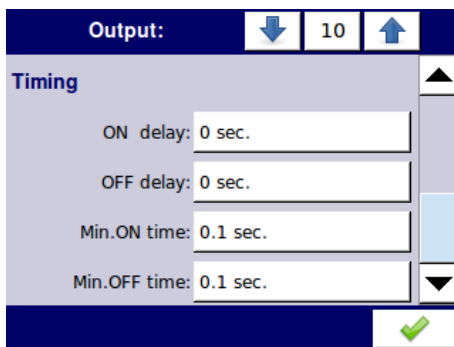 Output: 10
Timing
ON delay: 0 sec.
OFF delay: 0 sec.
Min.ON time: 0.1 sec.
Min.OFF time: 0.1 sec.